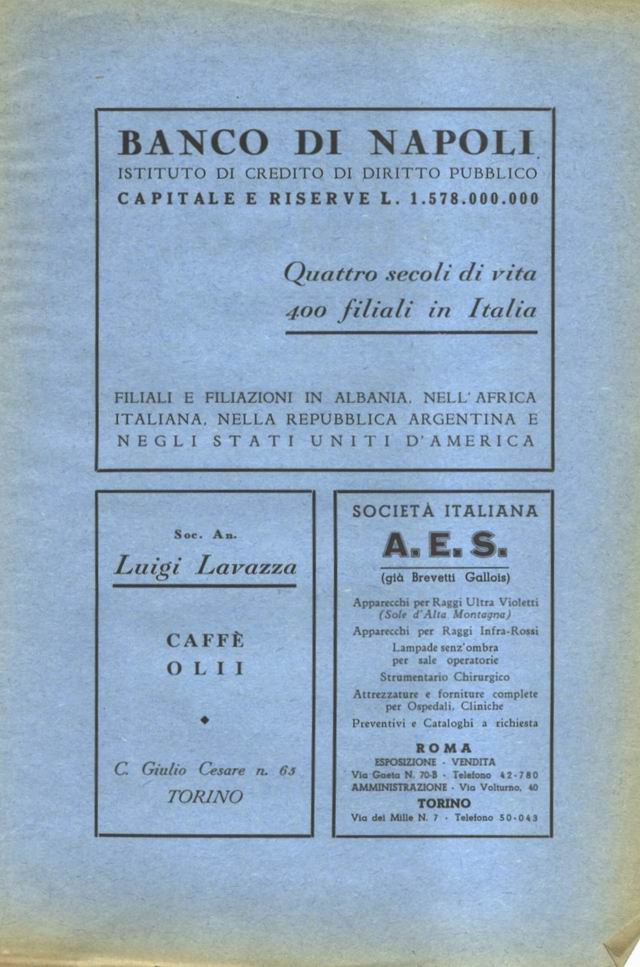 BANCO DI NAPOLI
ISTITUTO DI CREDITO DI DIRITTO PUBBLICO
CAPITALE E RISERVE L. 1.578.000.000
Quattro secoli di vita
400 filiali in Italia
FILIALI E FILIAZIONI IN ALBANIA, NELL'AFRICA
ITALIANA, NELLA REPUBBLICA ARGENTINA E
NEGLI STATI UNITI D'AMERICA
Soc. An.
Luigi Lavazza
CAFFÈ
OLII
C. Giulio Cesare n. 65
TORINO
SOCIETÀ ITALIANA
A.E.S.
(già Brevetti Gallois)
Apparecchi per Raggi Ultra Violetti
(Sole d'Alta Montagna)
Apparecchi per Raggi Infra-Rossi
Lampade senz'ombra
per sale operatorie
Strumentario Chirurgico
Attrezzature e forniture complete
per Ospedali, Cliniche
Preventivi e Cataloghi a richiesta
ROMA
ESPOSIZIONE - VENDITA
Via Gaeta N. 70-B - Telefono 42-780
AMMINISTRAZIONE - Via Volturno, 40
TORINO
Via dei Mille N. 7 - Telefono 50-043